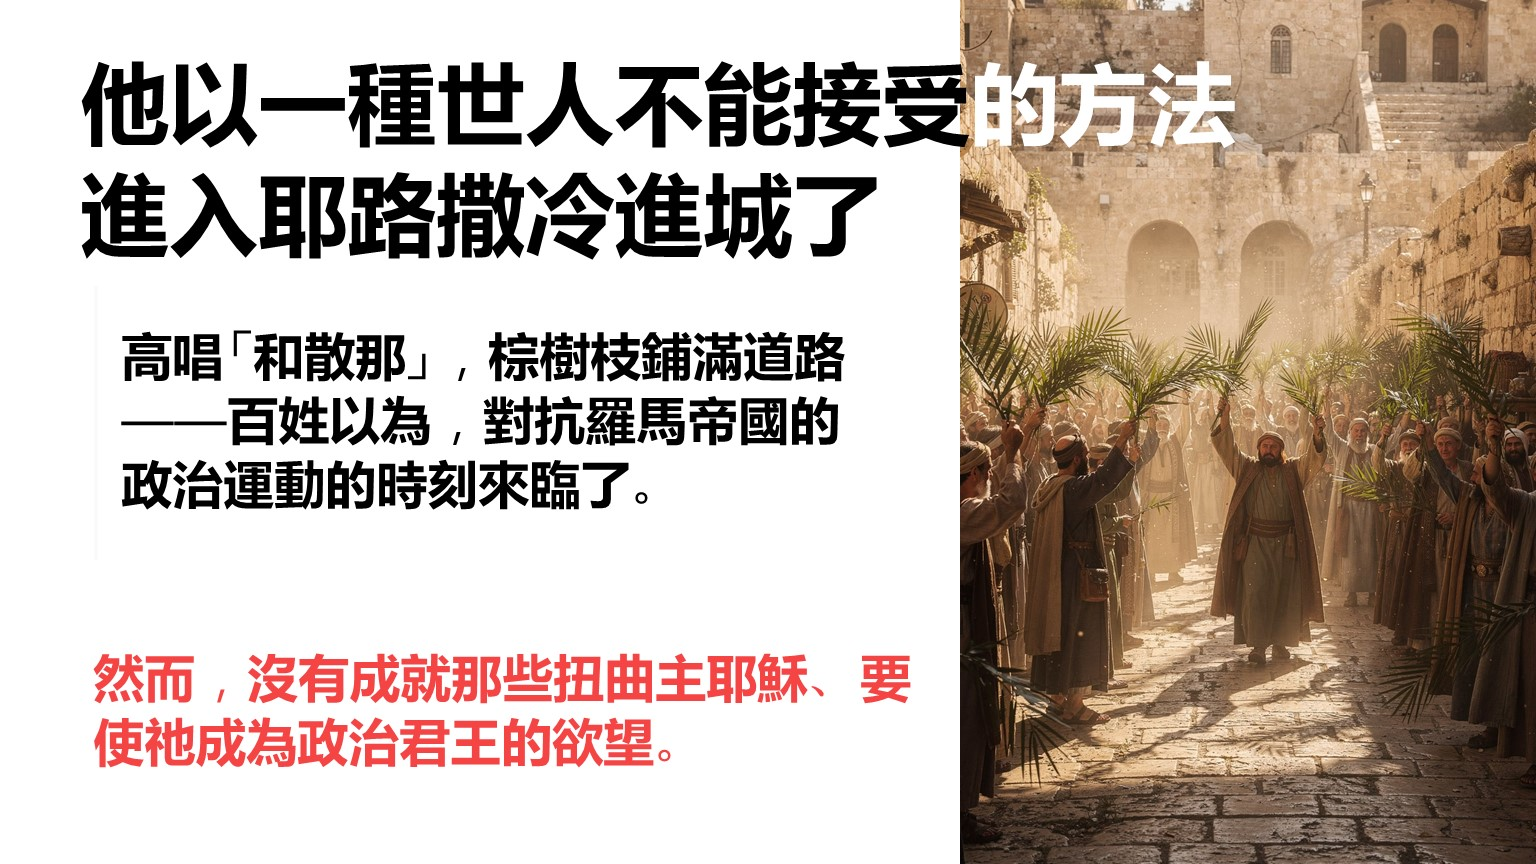 他以一種世人不能接受的方法
進入耶路撒冷進城了
高唱「和散那」，棕樹枝鋪滿道路
——百姓以為，對抗羅馬帝國的
政治運動的時刻來臨了。
然而，沒有成就那些扭曲主耶穌、要
使祂成為政治君王的欲望。